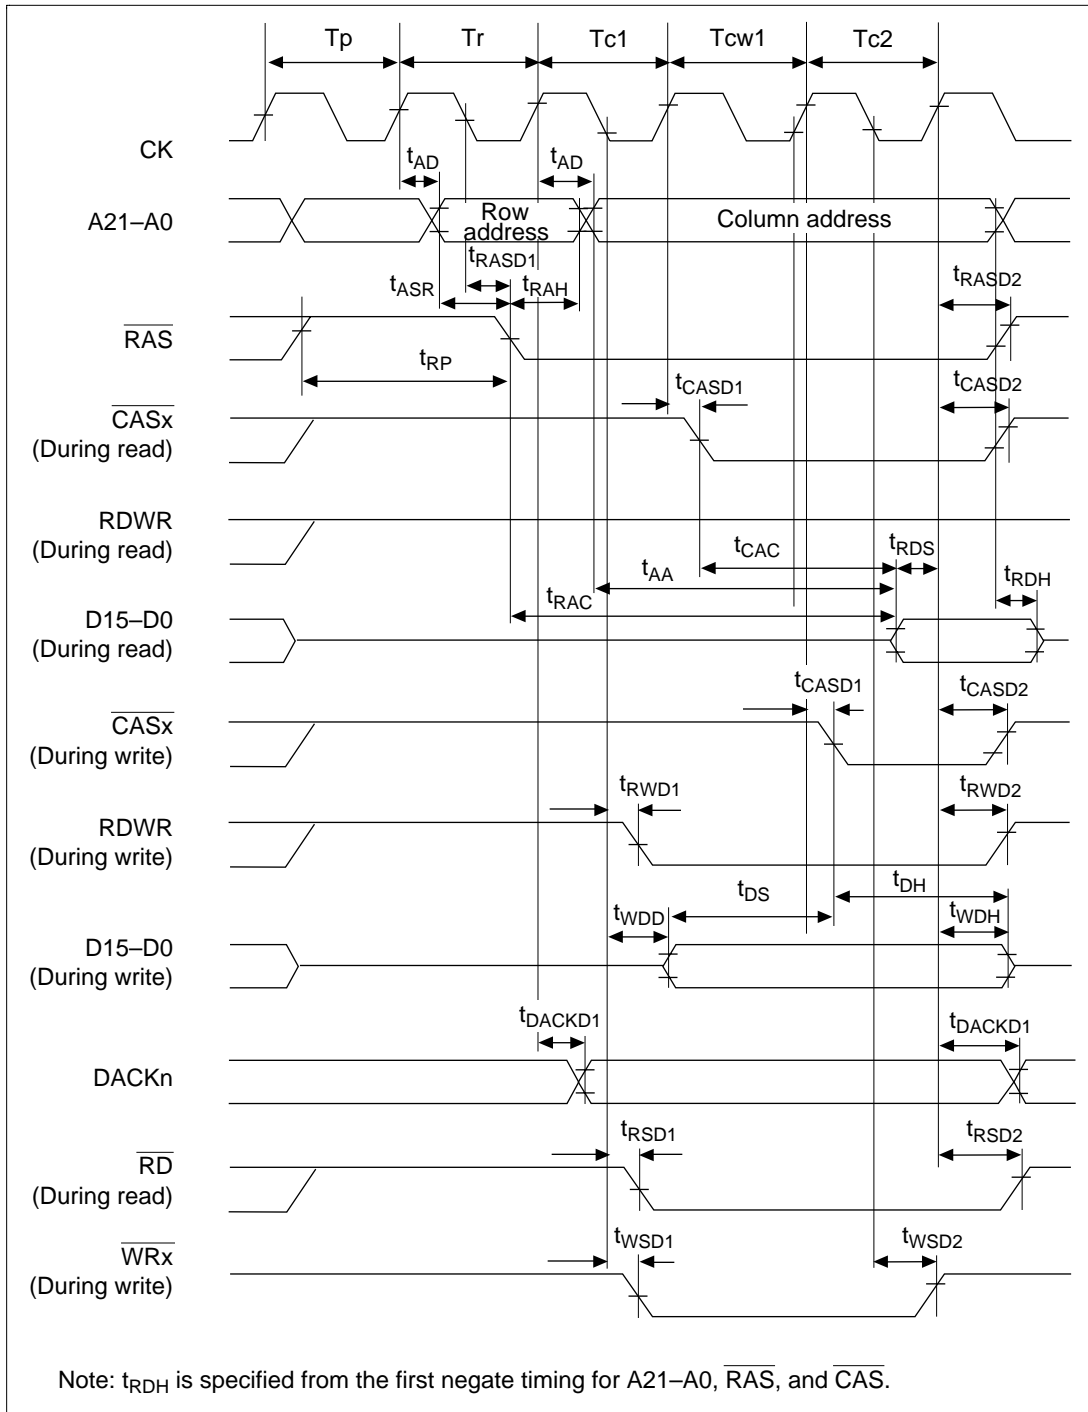 Tp Tr Tc1 Tcw1 Tc2
CK
tAD tAD
A21–A0 Row address Column address
tRASD1
tASR tRAH tRASD2
RAS
tRP
tCASD1 tCASD2
CASx
(During read)
RDWR
(During read)
tCAC tRDS
tAA
tRDH
tRAC
D15–D0
(During read)
tCASD1 tCASD2
CASx
(During write)
tRWD1 tRWD2
RDWR
(During write)
tDH
tDS
tWDD tWDH
D15–D0
(During write)
tDACKD1 tDACKD1
DACKn
tRSD1 tRSD2
RD
(During read)
tWSD1 tWSD2
WRx
(During write)
Note: tRDH is specified from the first negate timing for A21–A0, RAS, and CAS.